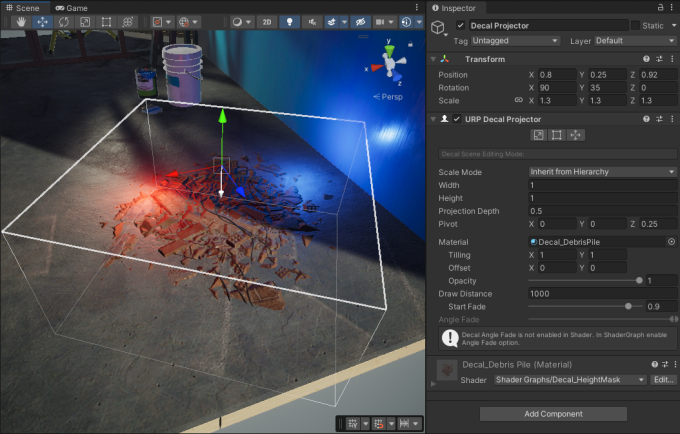 Scene
Game
2D
y
x
z
Persp
Inspector
Decal Projector
Static
Tag Untagged
Layer Default
Transform
Position X 0.8 Y 0.25 Z 0.92
Rotation X 90 Y 35 Z 0
Scale X 1.3 Y 1.3 Z 1.3
URP Decal Projector
Decal Scene Editing Mode:
Scale Mode Inherit from Hierarchy
Width 1
Height 1
Projection Depth 0.5
Pivot X 0 Y 0 Z 0.25
Material Decal_DebrisPile
Tilling X 1 Y 1
Offset X 0 Y 0
Opacity 1
Draw Distance 1000
Start Fade 0.9
Angle Fade
Decal Angle Fade is not enabled in Shader. In ShaderGraph enable
Angle Fade option.
Decal_Debris Pile (Material)
Shader Shader Graphs/Decal_HeightMask Edit...
Add Component